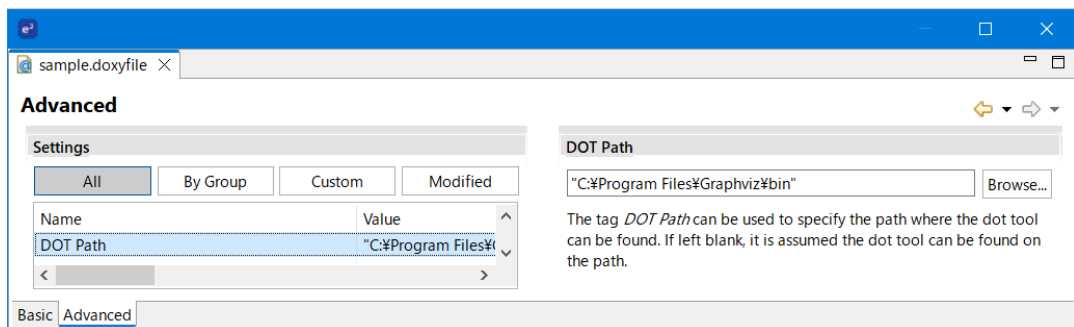 e²
sample.doxyfile
Advanced
Settings
All By Group Custom Modified
Name Value
DOT Path "C:¥Program Files¥
DOT Path
"C:¥Program Files¥Graphviz¥bin" Browse...
The tag DOT Path can be used to specify the path where the dot tool
can be found. If left blank, it is assumed the dot tool can be found on
the path.
Basic Advanced